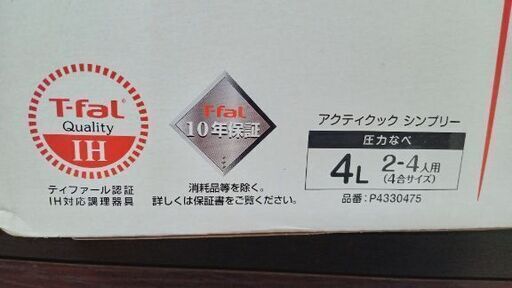 T-faL
Quality
IH
ティファール認証
IH対応調理器具
T-faL
10年保証
消耗品等を除く。
詳しくは保証書をご覧ください。
アクティクック シンプリー
圧力なべ
4L 2-4人用
(4合サイズ)
品番：P4330475